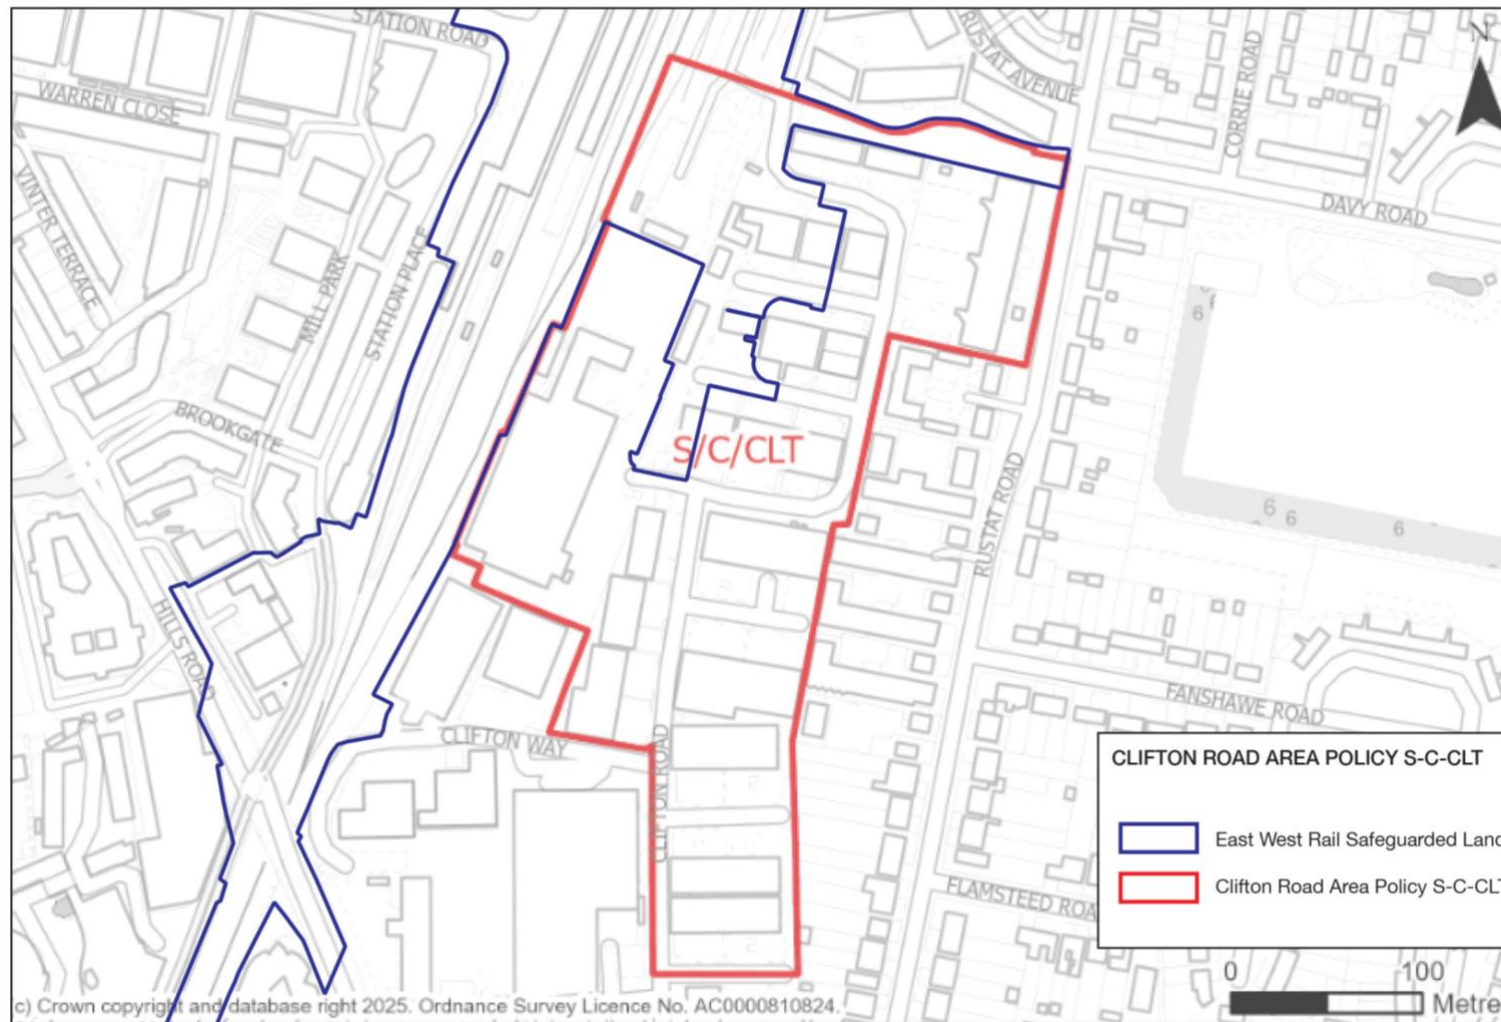 STATION ROAD
RUSTAT AVENUE
N
WARREN CLOSE
CORRIE ROAD
VINTER TERRACE
DAVY ROAD
MILL PARK
STATION PLACE
6
6
BROOKGATE
S/C/CLT
RUSTAT ROAD
6
6
6
HILLS ROAD
FANSHAWE ROAD
CLIFTON WAY
CLIFTON ROAD
CLIFTON ROAD AREA POLICY S-C-CLT
East West Rail Safeguarded Land
Clifton Road Area Policy S-C-CLT
FLAMSTEED ROA
0 100
Metre
c) Crown copyright and database right 2025. Ordnance Survey Licence No. AC0000810824.